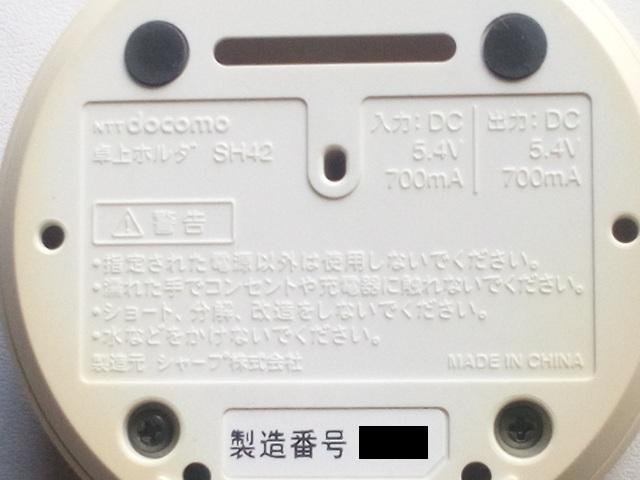 NTT docomo
卓上ホルダ SH42
入力: DC
5.4V
700mA
出力: DC
5.4V
700mA
⚠ 警告
・指定された電源以外は使用しないでください。
・濡れた手でコンセントや充電器に触れないでください。
・ショート、分解、改造をしないでください。
・水などをかけないでください。
製造元 シャープ株式会社
MADE IN CHINA
製造番号